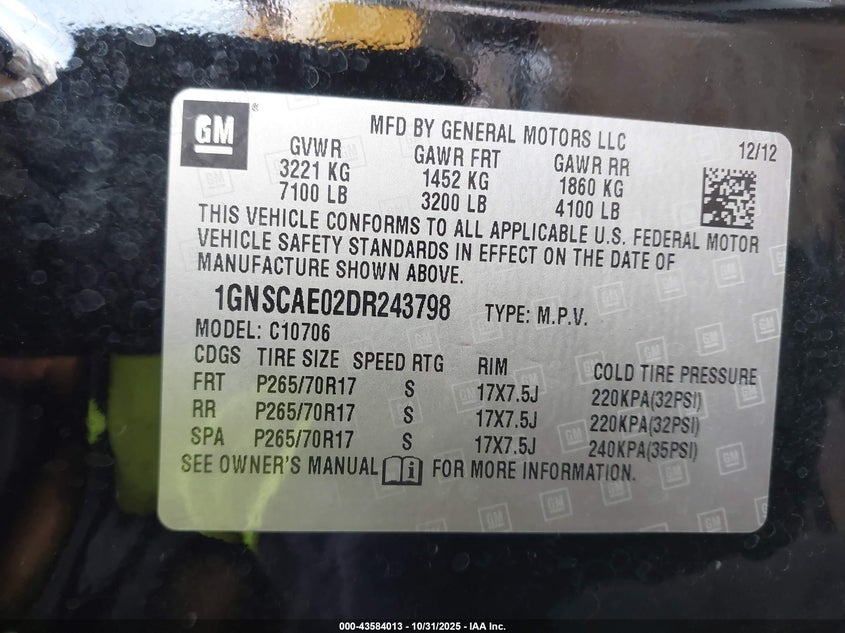 GM®
MFD BY GENERAL MOTORS LLC 12/12
GVWR GAWR FRT GAWR RR
3221 KG 1452 KG 1860 KG
7100 LB 3200 LB 4100 LB
THIS VEHICLE CONFORMS TO ALL APPLICABLE U.S. FEDERAL MOTOR
VEHICLE SAFETY STANDARDS IN EFFECT ON THE DATE OF
MANUFACTURE SHOWN ABOVE.
1GNSCAE02DR243798 TYPE: M.P.V.
MODEL: C10706
CDGS TIRE SIZE SPEED RTG RIM COLD TIRE PRESSURE
FRT P265/70R17 S 17X7.5J 220KPA(32PSI)
RR P265/70R17 S 17X7.5J 220KPA(32PSI)
SPA P265/70R17 S 17X7.5J 240KPA(35PSI)
SEE OWNER'S MANUAL FOR MORE INFORMATION.
000-43584013 - 10/31/2025 - IAA Inc.